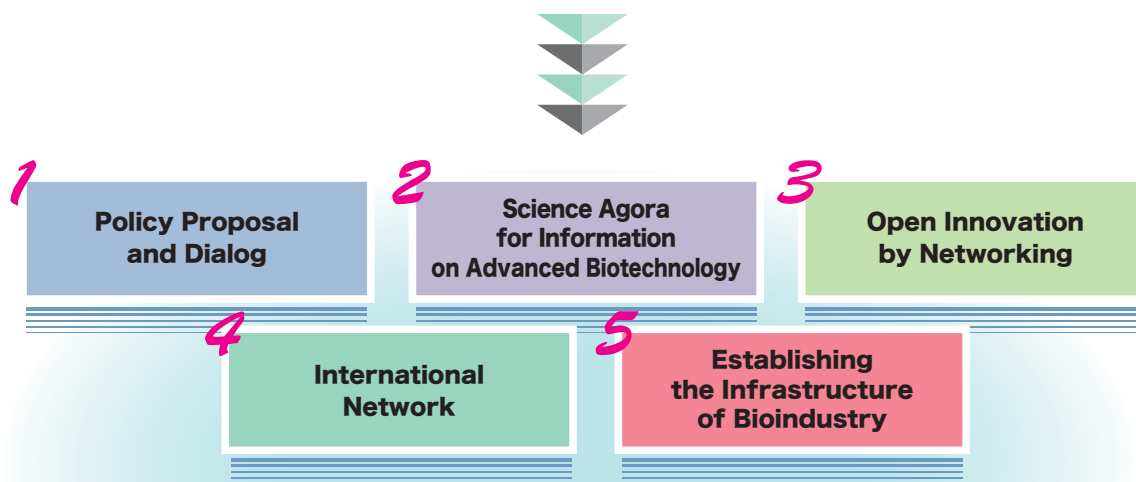 1
Policy Proposal
and Dialog
2
Science Agora
for Information
on Advanced Biotechnology
3
Open Innovation
by Networking
4
International
Network
5
Establishing
the Infrastructure
of Bioindustry